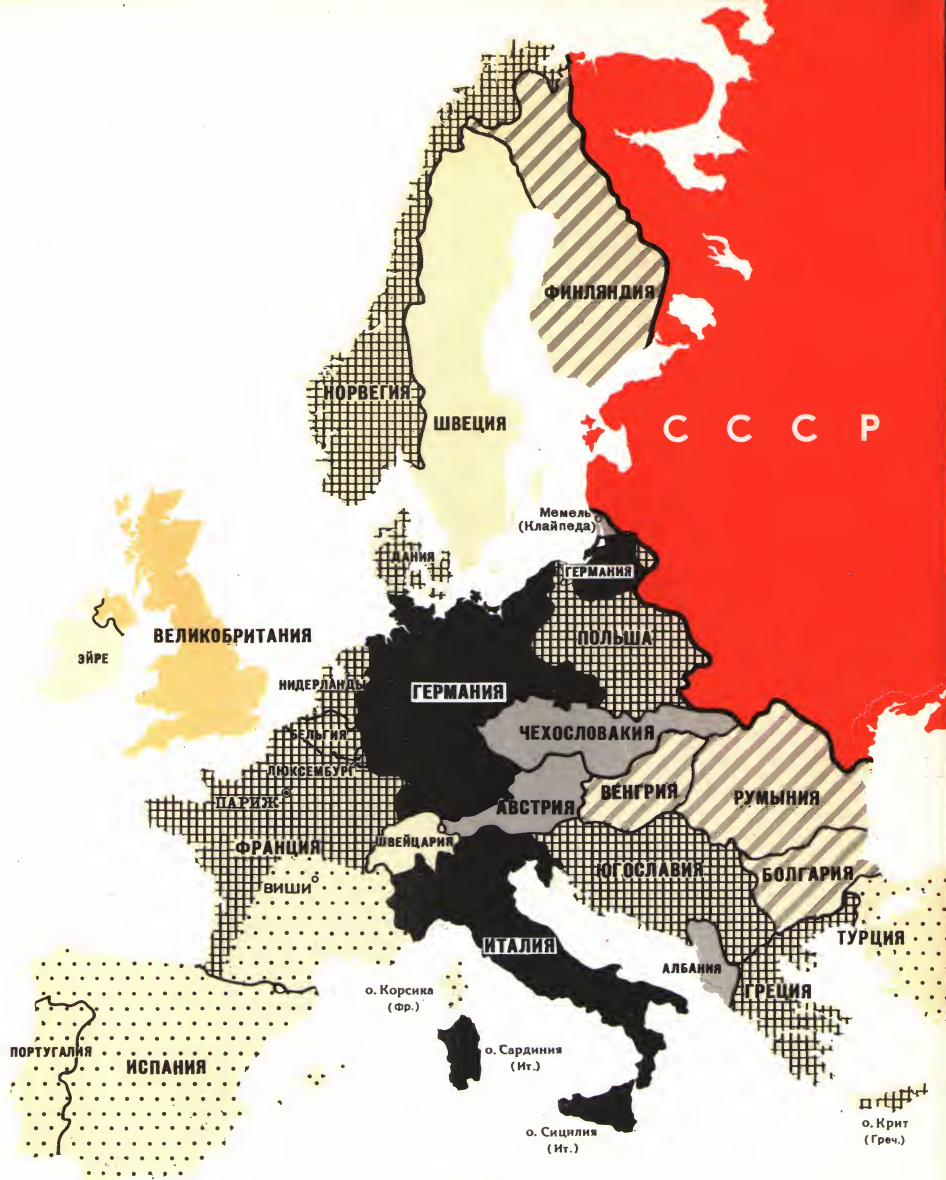 ФИНЛЯНДИЯ
НОРВЕГИЯ
ШВЕЦИЯ
СССР
Мемель
(Клайпеда)
ДАНИЯ
ГЕРМАНИЯ
ВЕЛИКОБРИТАНИЯ
ПОЛЬША
ЭЙРЕ
НИДЕРЛАНДЫ
ГЕРМАНИЯ
БЕЛЬГИЯ
ЧЕХОСЛОВАКИЯ
ЛЮКСЕМБУРГ
ПАРИЖ
АВСТРИЯ
ВЕНГРИЯ
РУМЫНИЯ
ФРАНЦИЯ
ШВЕЙЦАРИЯ
ВИШИ
ЮГОСЛАВИЯ
БОЛГАРИЯ
ИТАЛИЯ
ТУРЦИЯ
АЛБАНИЯ
о. Корсика
(Фр.)
ГРЕЦИЯ
ПОРТУГАЛИЯ
ИСПАНИЯ
о. Сардиния
(Ит.)
о. Сицилия
(Ит.)
о. Крит
(Греч.)